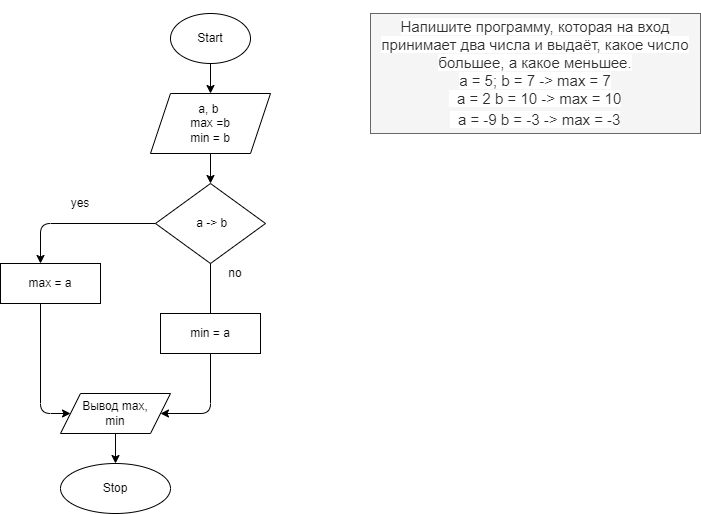 Start
a, b
max =b
min = b
a -> b
yes
no
max = a
min = a
Вывод max,
min
Stop
Напишите программу, которая на вход
принимает два числа и выдаёт, какое число
большее, а какое меньшее.
a = 5; b = 7 -> max = 7
a = 2 b = 10 -> max = 10
a = -9 b = -3 -> max = -3